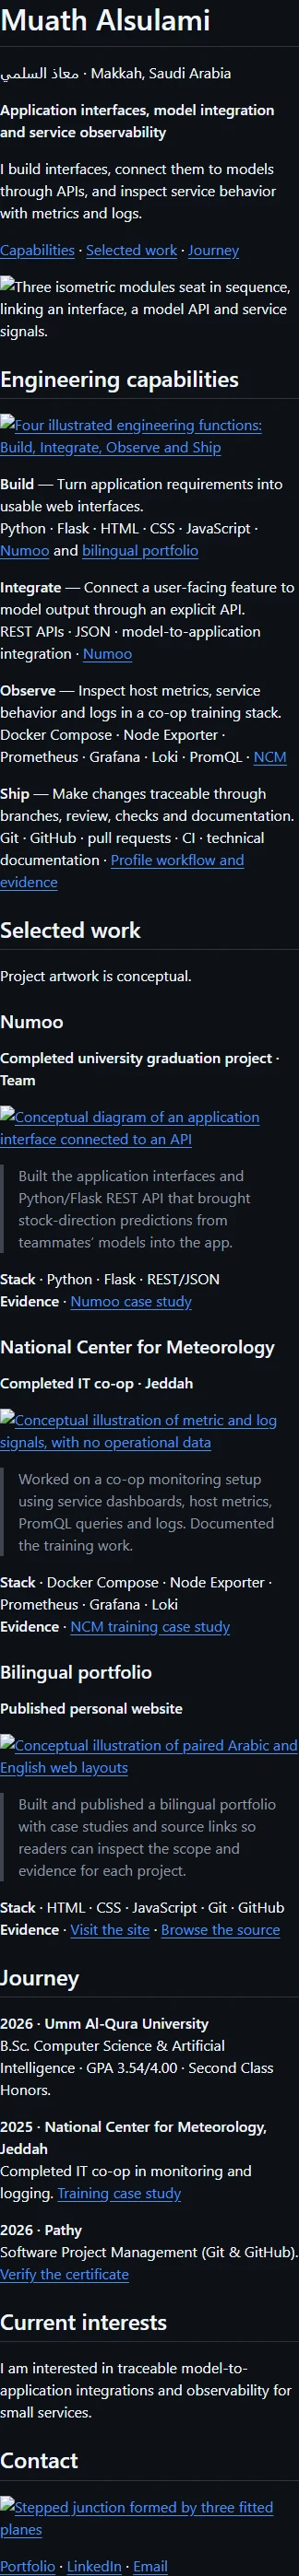 Muath Alsulami
معاذ السلمي · Makkah, Saudi Arabia
Application interfaces, model integration
and service observability
I build interfaces, connect them to models
through APIs, and inspect service behavior
with metrics and logs.
Capabilities · Selected work · Journey
Three isometric modules seat in sequence,
linking an interface, a model API and service
signals.
Engineering capabilities
Four illustrated engineering functions:
Build, Integrate, Observe and Ship
Build — Turn application requirements into
usable web interfaces.
Python · Flask · HTML · CSS · JavaScript ·
Numoo and bilingual portfolio
Integrate — Connect a user-facing feature to
model output through an explicit API.
REST APIs · JSON · model-to-application
integration · Numoo
Observe — Inspect host metrics, service
behavior and logs in a co-op training stack.
Docker Compose · Node Exporter ·
Prometheus · Grafana · Loki · PromQL · NCM
Ship — Make changes traceable through
branches, review, checks and documentation.
Git · GitHub · pull requests · CI · technical
documentation · Profile workflow and
evidence
Selected work
Project artwork is conceptual.
Numoo
Completed university graduation project ·
Team
Conceptual diagram of an application
interface connected to an API
Built the application interfaces and
Python/Flask REST API that brought
stock-direction predictions from
teammates’ models into the app.
Stack · Python · Flask · REST/JSON
Evidence · Numoo case study
National Center for Meteorology
Completed IT co-op · Jeddah
Conceptual illustration of metric and log
signals, with no operational data
Worked on a co-op monitoring setup
using service dashboards, host metrics,
PromQL queries and logs. Documented
the training work.
Stack · Docker Compose · Node Exporter ·
Prometheus · Grafana · Loki
Evidence · NCM training case study
Bilingual portfolio
Published personal website
Conceptual illustration of paired Arabic and
English web layouts
Built and published a bilingual portfolio
with case studies and source links so
readers can inspect the scope and
evidence for each project.
Stack · HTML · CSS · JavaScript · Git · GitHub
Evidence · Visit the site · Browse the source
Journey
2026 · Umm Al-Qura University
B.Sc. Computer Science & Artificial
Intelligence · GPA 3.54/4.00 · Second Class
Honors.
2025 · National Center for Meteorology,
Jeddah
Completed IT co-op in monitoring and
logging. Training case study
2026 · Pathy
Software Project Management (Git & GitHub).
Verify the certificate
Current interests
I am interested in traceable model-to-
application integrations and observability for
small services.
Contact
Stepped junction formed by three fitted
planes
Portfolio · LinkedIn · Email